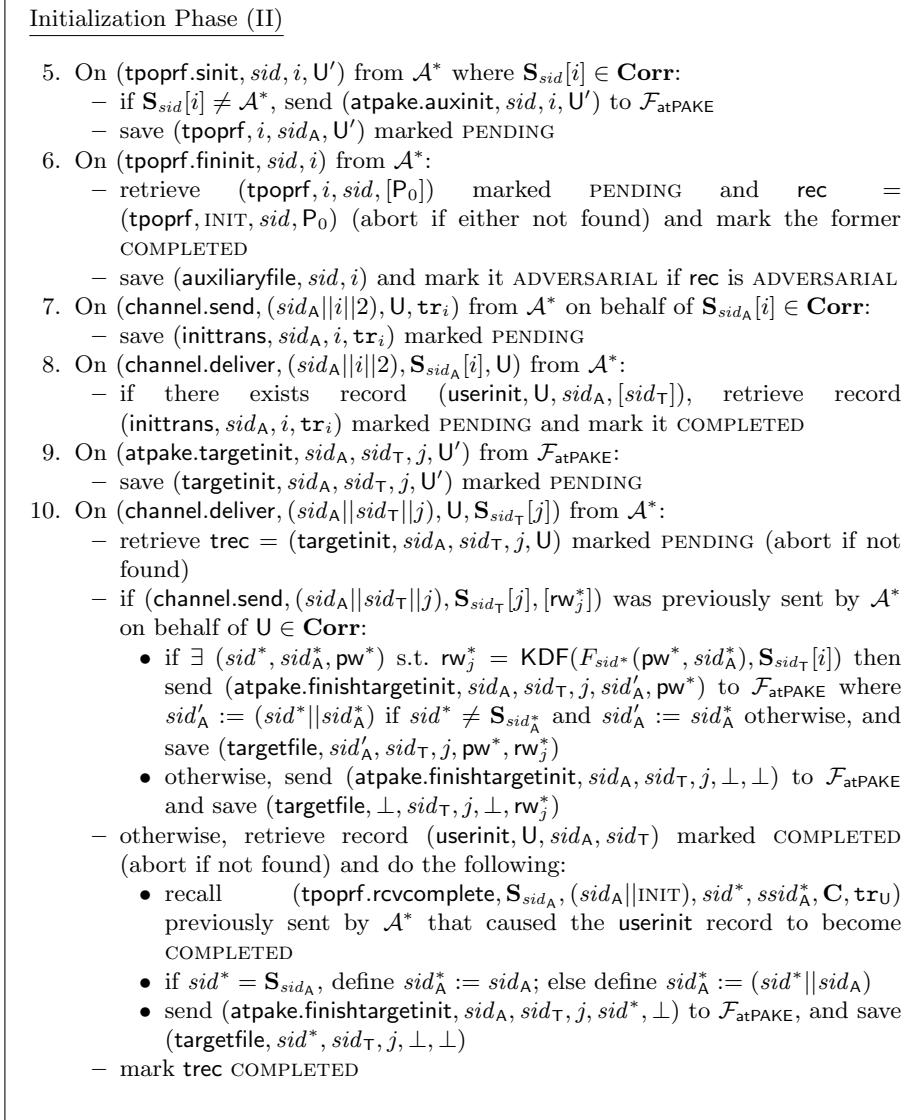 Initialization Phase (II)
5. On (tpoprf.sinit, sid, i, U′) from 𝒜* where S_sid[i] ∈ Corr:
– if S_sid[i] ≠ 𝒜*, send (atpake.auxinit, sid, i, U′) to ℱ_atPAKE
– save (tpoprf, i, sid_A, U′) marked PENDING
6. On (tpoprf.fininit, sid, i) from 𝒜*:
– retrieve (tpoprf, i, sid, [P₀]) marked PENDING and rec =
(tpoprf, INIT, sid, P₀) (abort if either not found) and mark the former
COMPLETED
– save (auxiliaryfile, sid, i) and mark it ADVERSARIAL if rec is ADVERSARIAL
7. On (channel.send, (sid_A||i||2), U, tr_i) from 𝒜* on behalf of S_sid_A[i] ∈ Corr:
– save (inittrans, sid_A, i, tr_i) marked PENDING
8. On (channel.deliver, (sid_A||i||2), S_sid_A[i], U) from 𝒜*:
– if there exists record (userinit, U, sid_A, [sid_T]), retrieve record
(inittrans, sid_A, i, tr_i) marked PENDING and mark it COMPLETED
9. On (atpake.targetinit, sid_A, sid_T, j, U′) from ℱ_atPAKE:
– save (targetinit, sid_A, sid_T, j, U′) marked PENDING
10. On (channel.deliver, (sid_A||sid_T||j), U, S_sid_T[j]) from 𝒜*:
– retrieve trec = (targetinit, sid_A, sid_T, j, U) marked PENDING (abort if not
found)
– if (channel.send, (sid_A||sid_T||j), S_sid_T[j], [rw*_j]) was previously sent by 𝒜*
on behalf of U ∈ Corr:
• if ∃ (sid*, sid*_A, pw*) s.t. rw*_j = KDF(F_sid*(pw*, sid*_A), S_sid_T[i]) then
send (atpake.finishtargetinit, sid_A, sid_T, j, sid′_A, pw*) to ℱ_atPAKE where
sid′_A := (sid*||sid*_A) if sid* ≠ S_sid*_A and sid′_A := sid*_A otherwise, and
save (targetfile, sid′_A, sid_T, j, pw*, rw*_j)
• otherwise, send (atpake.finishtargetinit, sid_A, sid_T, j, ⊥, ⊥) to ℱ_atPAKE
and save (targetfile, ⊥, sid_T, j, ⊥, rw*_j)
– otherwise, retrieve record (userinit, U, sid_A, sid_T) marked COMPLETED
(abort if not found) and do the following:
• recall (tpoprf.rcvcomplete, S_sid_A, (sid_A||INIT), sid*, ssid*_A, C, tr_U)
previously sent by 𝒜* that caused the userinit record to become
COMPLETED
• if sid* = S_sid_A, define sid*_A := sid_A; else define sid*_A := (sid*||sid_A)
• send (atpake.finishtargetinit, sid_A, sid_T, j, sid*, ⊥) to ℱ_atPAKE, and save
(targetfile, sid*, sid_T, j, ⊥, ⊥)
– mark trec COMPLETED